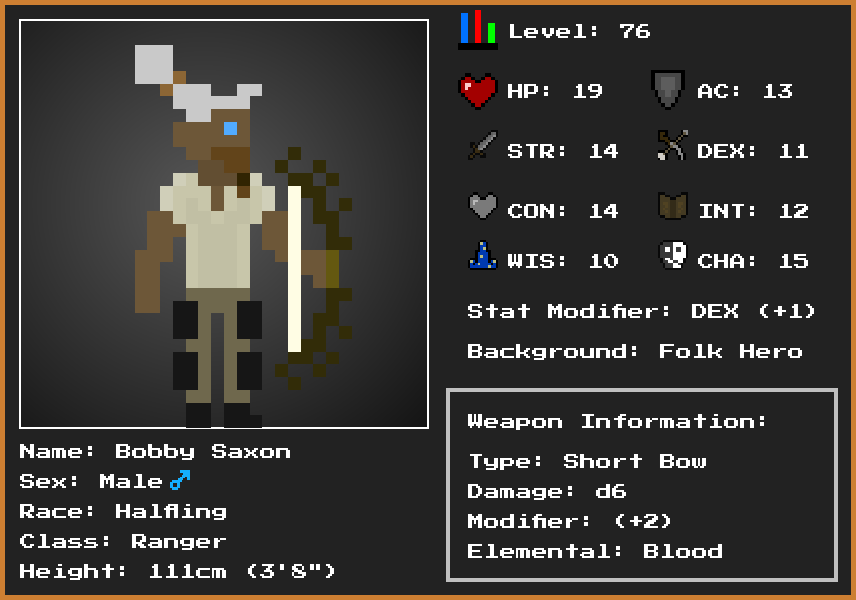 Level: 76
HP: 19 AC: 13
STR: 14 DEX: 11
CON: 14 INT: 12
WIS: 10 CHA: 15
Stat Modifier: DEX (+1)
Background: Folk Hero
Weapon Information:
Type: Short Bow
Damage: d6
Modifier: (+2)
Elemental: Blood
Name: Bobby Saxon
Sex: Male♂
Race: Halfling
Class: Ranger
Height: 111cm (3'8")